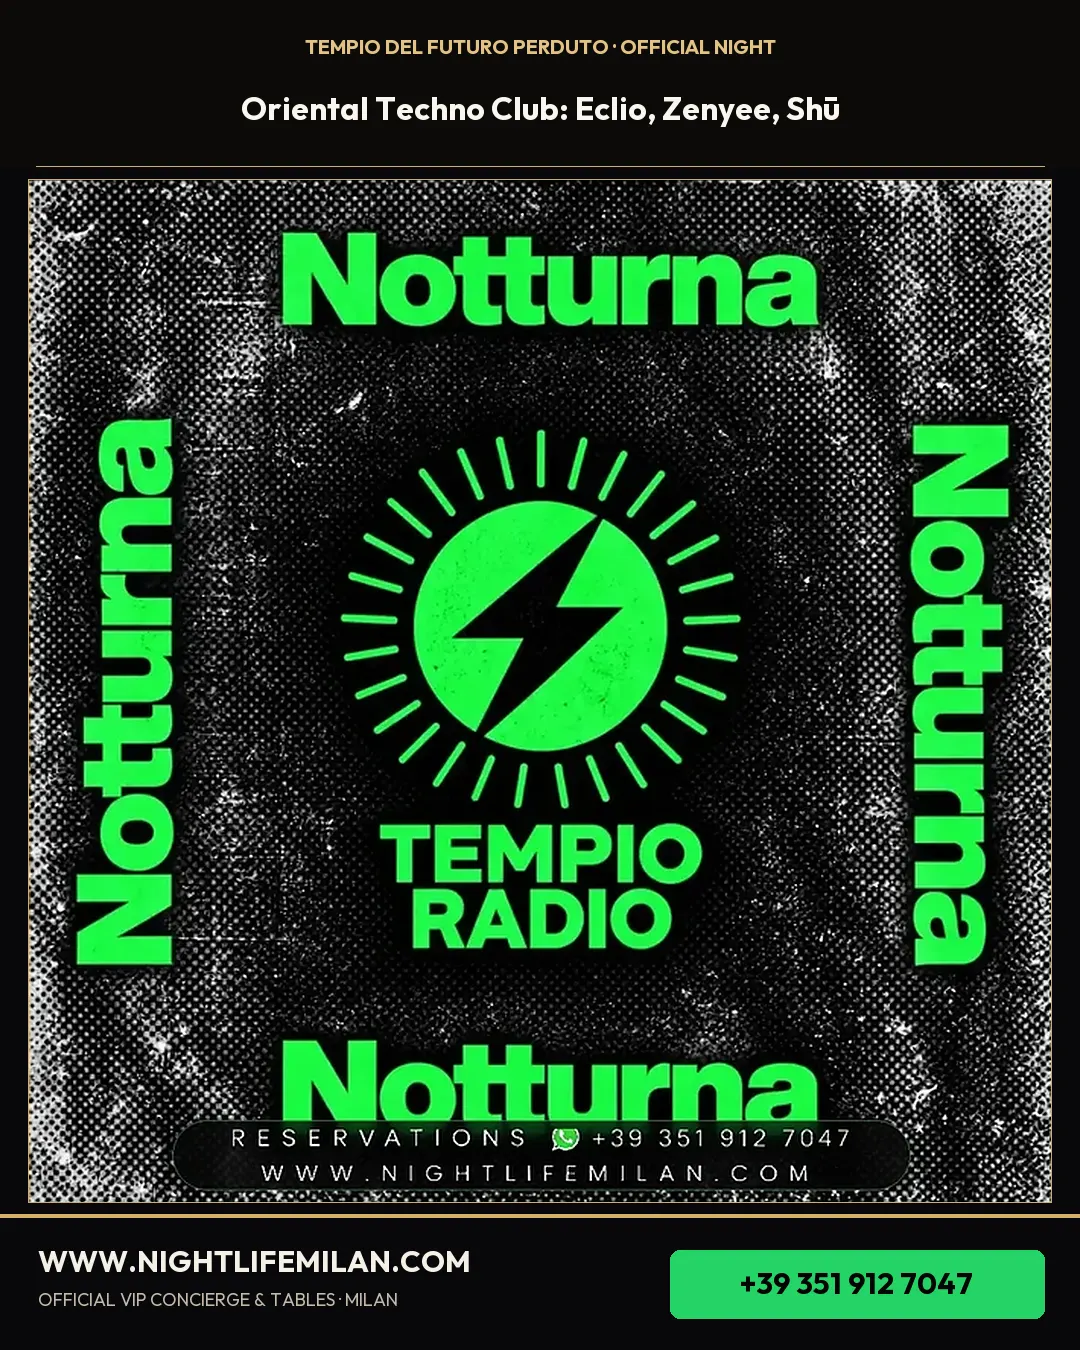 TEMPIO DEL FUTURO PERDUTO · OFFICIAL NIGHT
Oriental Techno Club: Eclio, Zenyee, Shū
Notturna
Notturna
Notturna
TEMPIO
RADIO
Notturna
RESERVATIONS +39 351 912 7047
WWW.NIGHTLIFEMILAN.COM
WWW.NIGHTLIFEMILAN.COM
OFFICIAL VIP CONCIERGE & TABLES · MILAN
+39 351 912 7047